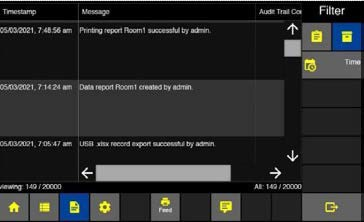 Timestamp Message Audit Trail Co Filter
05/03/2021, 7:48:56 am Printing report Room1 successful by admin.
Time
05/03/2021, 7:14:24 am Data report Room1 created by admin.
05/03/2021, 7:05:47 am USB .xlsx record export successful by admin.
viewing: 149 / 20000 All: 149 / 20000
Feed